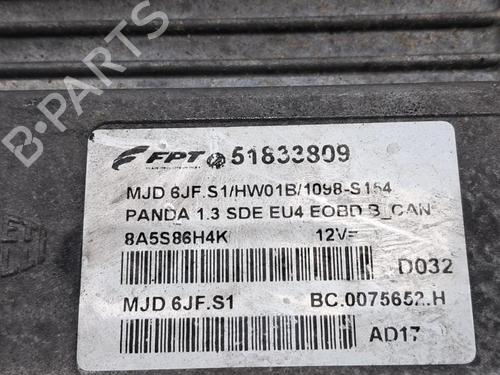 B-PARTS
FPT 51833809
MJD 6JF.S1/HW01B/1098-S154
PANDA 1.3 SDE EU4 EOBD B_CAN
8A5S86H4K 12V=
D032
MJD 6JF.S1 BC.0075652.H
AD17